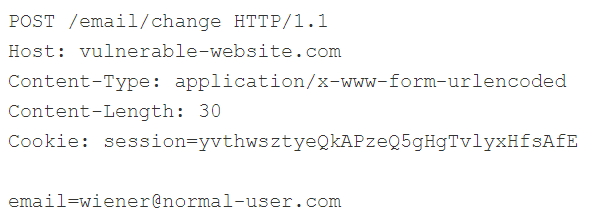 POST /email/change HTTP/1.1
Host: vulnerable-website.com
Content-Type: application/x-www-form-urlencoded
Content-Length: 30
Cookie: session=yvthwsztyeQkAPzeQ5gHgTvlyxHfsAfE

email=wiener@normal-user.com